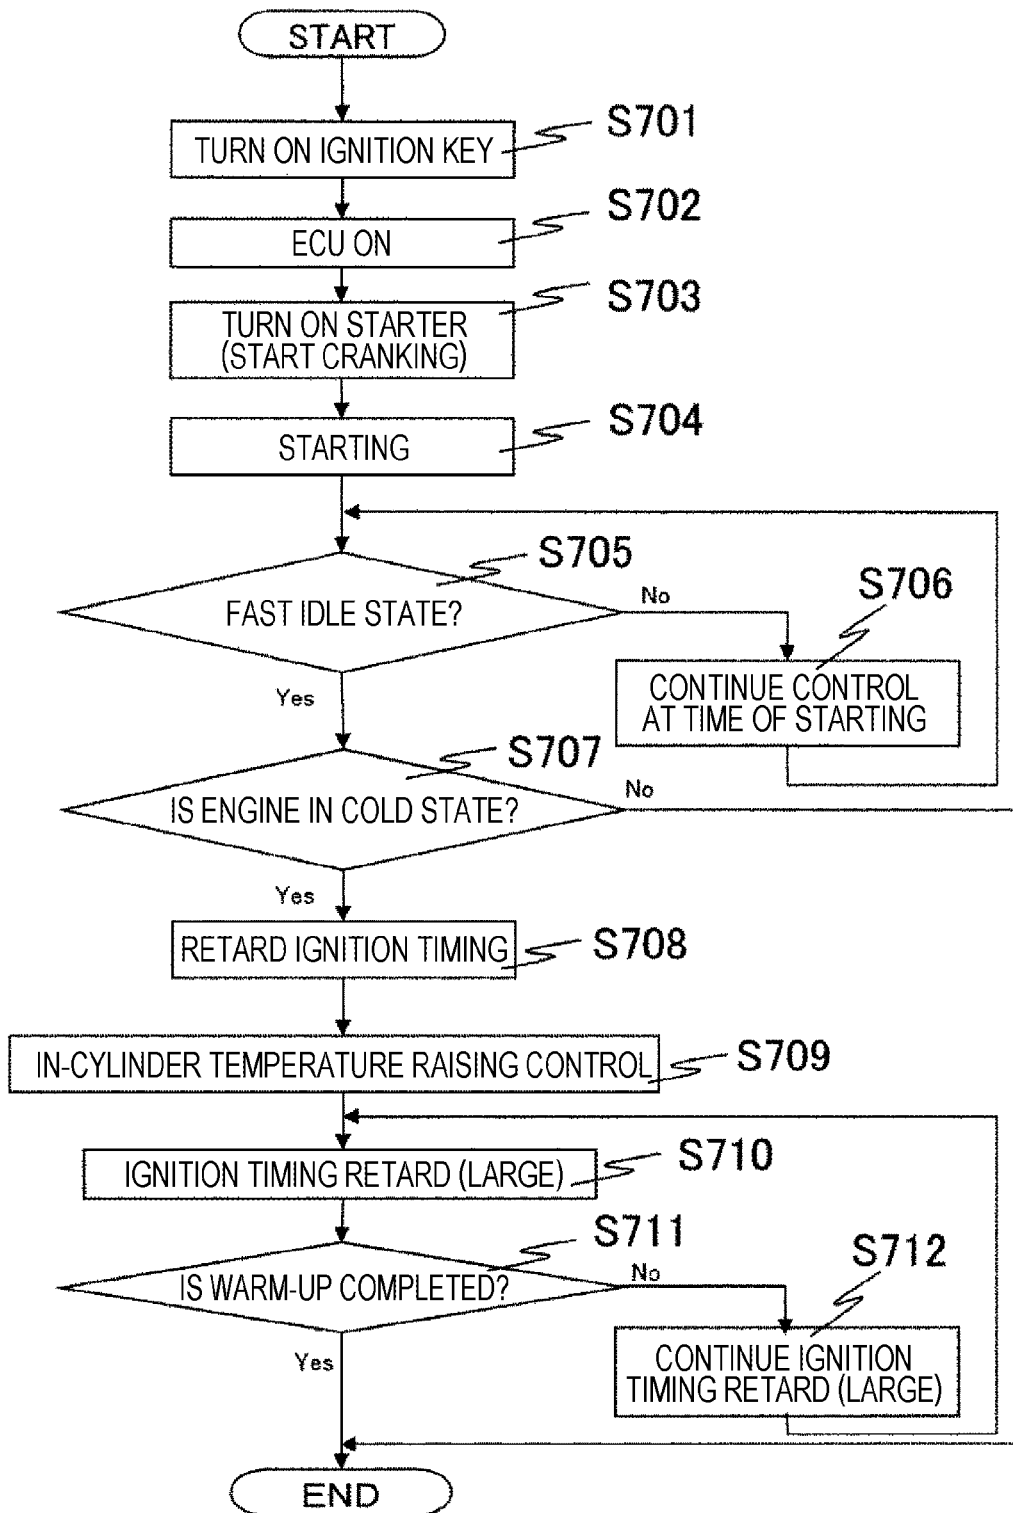 START
S701
TURN ON IGNITION KEY
S702
ECU ON
S703
TURN ON STARTER
(START CRANKING)
S704
STARTING
S705
FAST IDLE STATE?
No
S706
CONTINUE CONTROL
AT TIME OF STARTING
Yes
S707
IS ENGINE IN COLD STATE?
No
Yes
S708
RETARD IGNITION TIMING
S709
IN-CYLINDER TEMPERATURE RAISING CONTROL
S710
IGNITION TIMING RETARD (LARGE)
S711
IS WARM-UP COMPLETED?
No
S712
CONTINUE IGNITION
TIMING RETARD (LARGE)
Yes
END